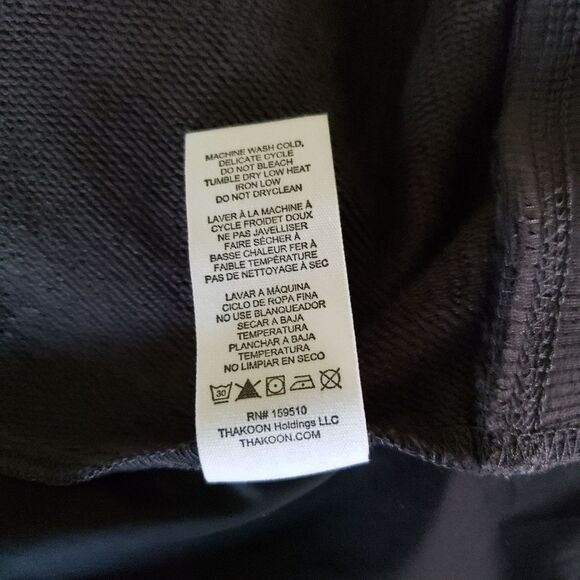 MACHINE WASH COLD,
DELICATE CYCLE
DO NOT BLEACH
TUMBLE DRY LOW HEAT
IRON LOW
DO NOT DRYCLEAN
LAVER À LA MACHINE À
CYCLE FROIDET DOUX
NE PAS JAVELLISER
FAIRE SÉCHER À
BASSE CHALEUR FER À
FAIBLE TEMPÉRATURE
PAS DE NETTOYAGE À SEC
LAVAR A MÁQUINA
CICLO DE ROPA FINA
NO USE BLANQUEADOR
SECAR A BAJA
TEMPERATURA
PLANCHAR A BAJA
TEMPERATURA
NO LIMPIAR EN SECO
30
RN# 159510
THAKOON Holdings LLC
THAKOON.COM